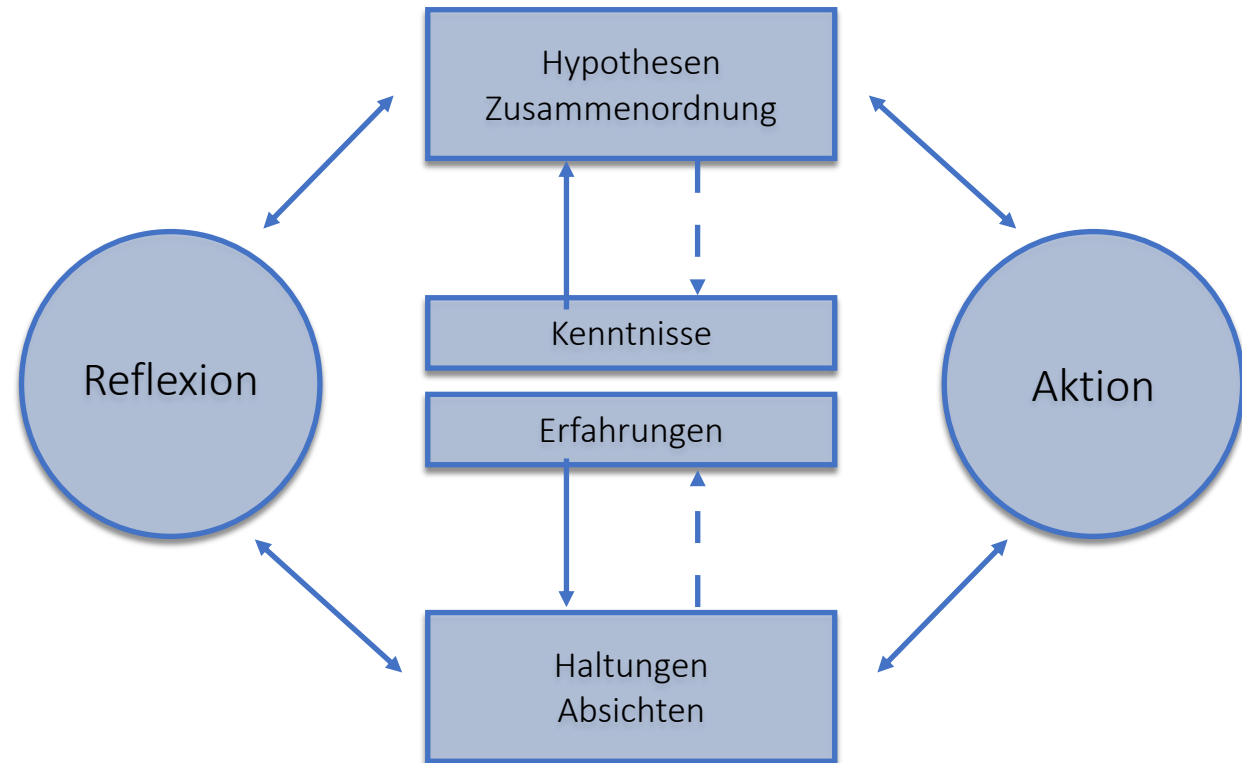 Hypothesen
Zusammenordnung
Kenntnisse
Reflexion
Aktion
Erfahrungen
Haltungen
Absichten